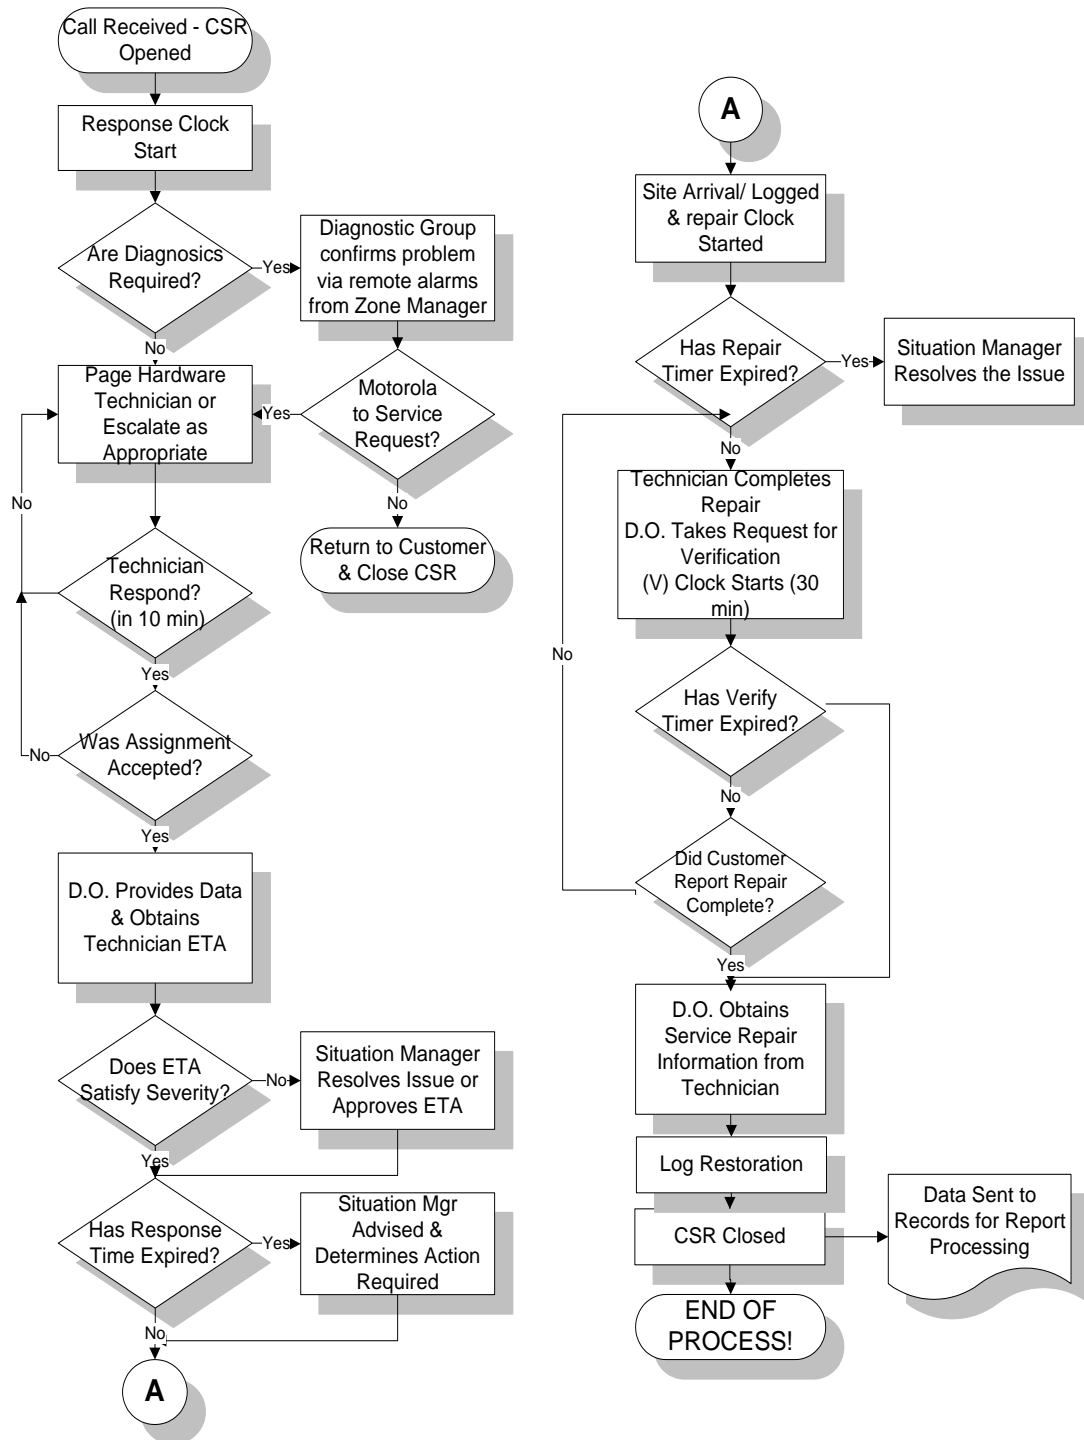 Call Received - CSR
Opened
Response Clock
Start
Are Diagnosics
Required?
Yes
Diagnostic Group
confirms problem
via remote alarms
from Zone Manager
No
Page Hardware
Technician or
Escalate as
Appropriate
Yes
Motorola
to Service
Request?
No
Return to Customer
& Close CSR
No
Technician
Respond?
(in 10 min)
Yes
No
Was Assignment
Accepted?
Yes
D.O. Provides Data
& Obtains
Technician ETA
Does ETA
Satisfy Severity?
No
Situation Manager
Resolves Issue or
Approves ETA
Yes
Has Response
Time Expired?
Yes
Situation Mgr
Advised &
Determines Action
Required
No
A
A
Site Arrival/ Logged
& repair Clock
Started
Has Repair
Timer Expired?
Yes
Situation Manager
Resolves the Issue
No
Technician Completes
Repair
D.O. Takes Request for
Verification
(V) Clock Starts (30
min)
No
Has Verify
Timer Expired?
No
Did Customer
Report Repair
Complete?
Yes
D.O. Obtains
Service Repair
Information from
Technician
Log Restoration
CSR Closed
Data Sent to
Records for Report
Processing
END OF
PROCESS!